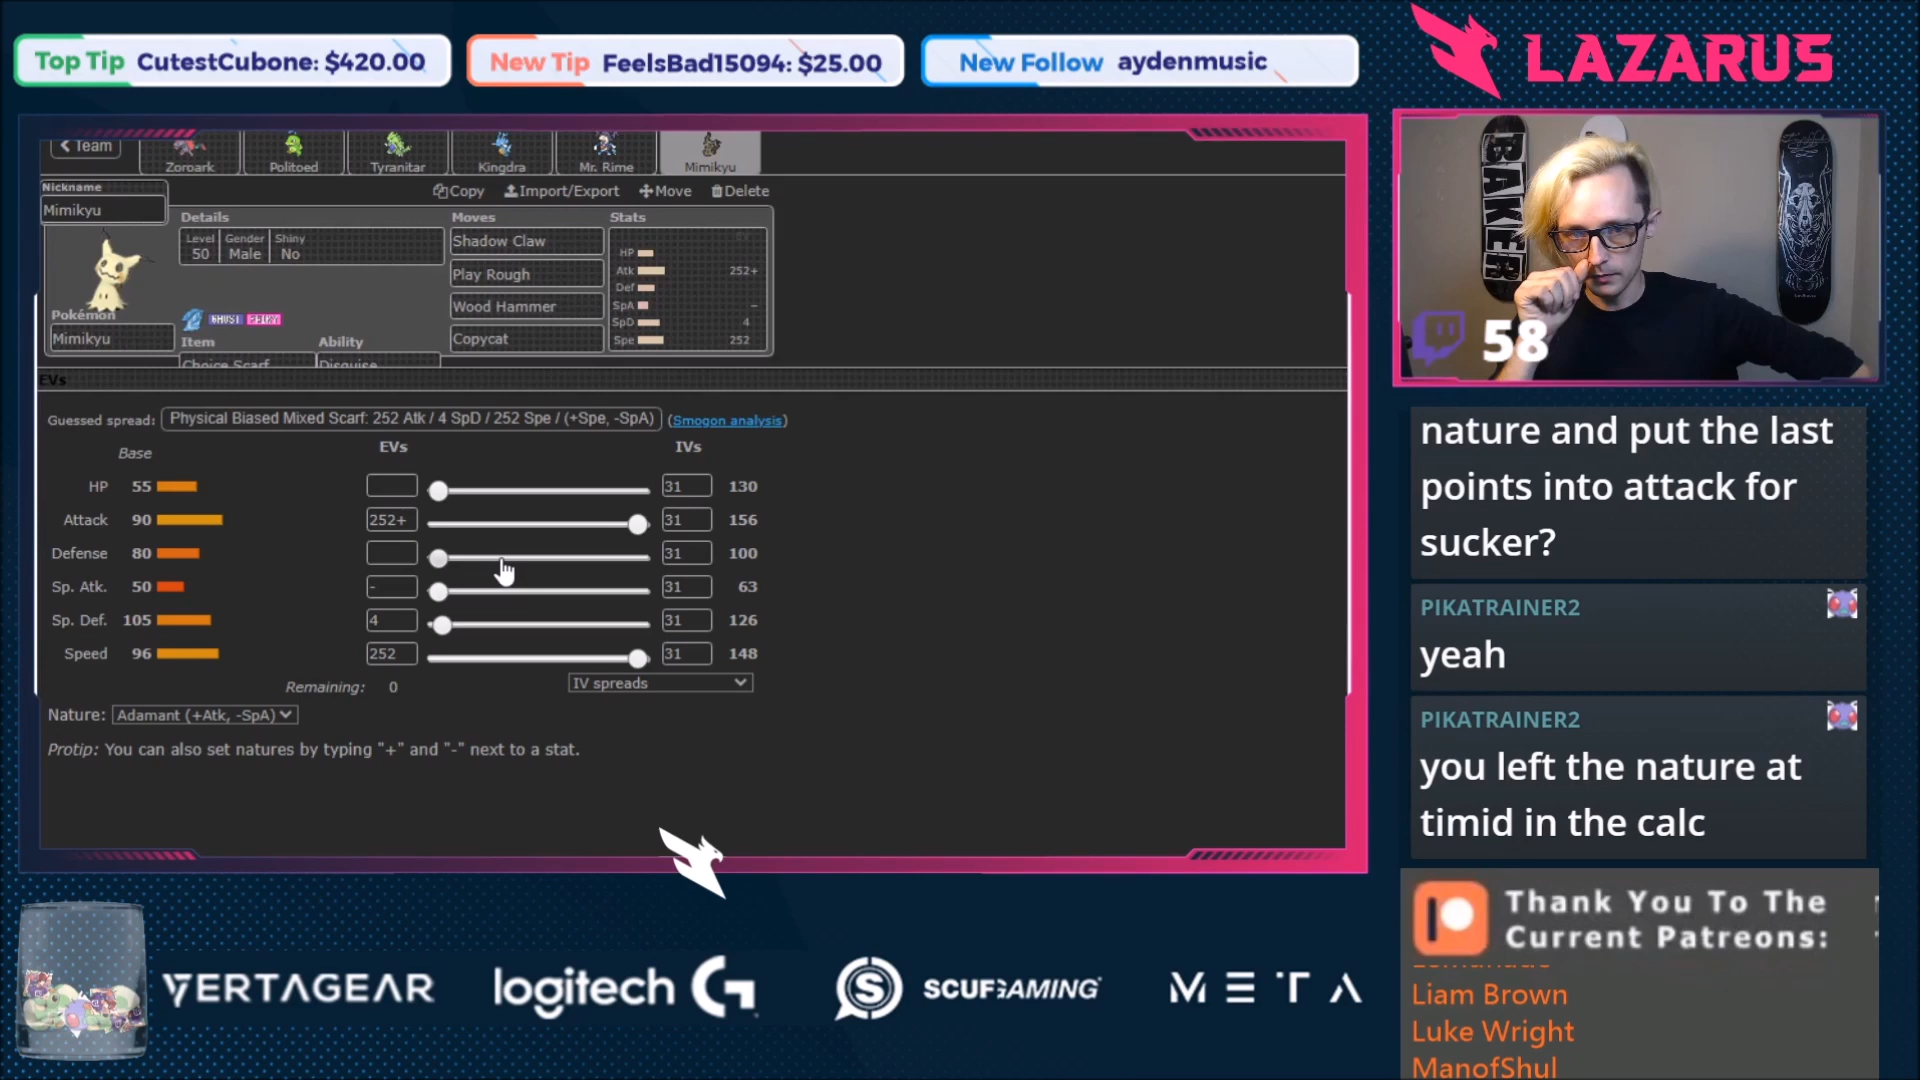 Top Tip CutestCubone: $420.00
New Tip FeelsBad15094: $25.00
New Follow aydenmusic
LAZARUS
Team
Zoroark
Politoed
Tyranitar
Kingdra
Mr. Rime
Mimikyu
Nickname
Mimikyu
Copy
Import/Export
Move
Delete
Details
Level Gender Shiny
50 Male No
Moves
Shadow Claw
Play Rough
Wood Hammer
Copycat
Stats
HP
Atk 252+
Def
SpA −
SpD 4
Spe 252
Pokémon
Mimikyu
GHOST FAIRY
Item
Choice Scarf
Ability
Disguise
EVs
Guessed spread: Physical Biased Mixed Scarf: 252 Atk / 4 SpD / 252 Spe / (+Spe, -SpA) (Smogon analysis)
Base EVs IVs
HP 55 31 130
Attack 90 252+ 31 156
Defense 80 31 100
Sp. Atk. 50 - 31 63
Sp. Def. 105 4 31 126
Speed 96 252 31 148
Remaining: 0
IV spreads
Nature: Adamant (+Atk, -SpA)
Protip: You can also set natures by typing "+" and "-" next to a stat.
BAKER
58
nature and put the last
points into attack for
sucker?
PIKATRAINER2
yeah
PIKATRAINER2
you left the nature at
timid in the calc
Thank You To The
Current Patreons:
Liam Brown
Luke Wright
ManofShul
VERTAGEAR
logitech G
S SCUF GAMING
META